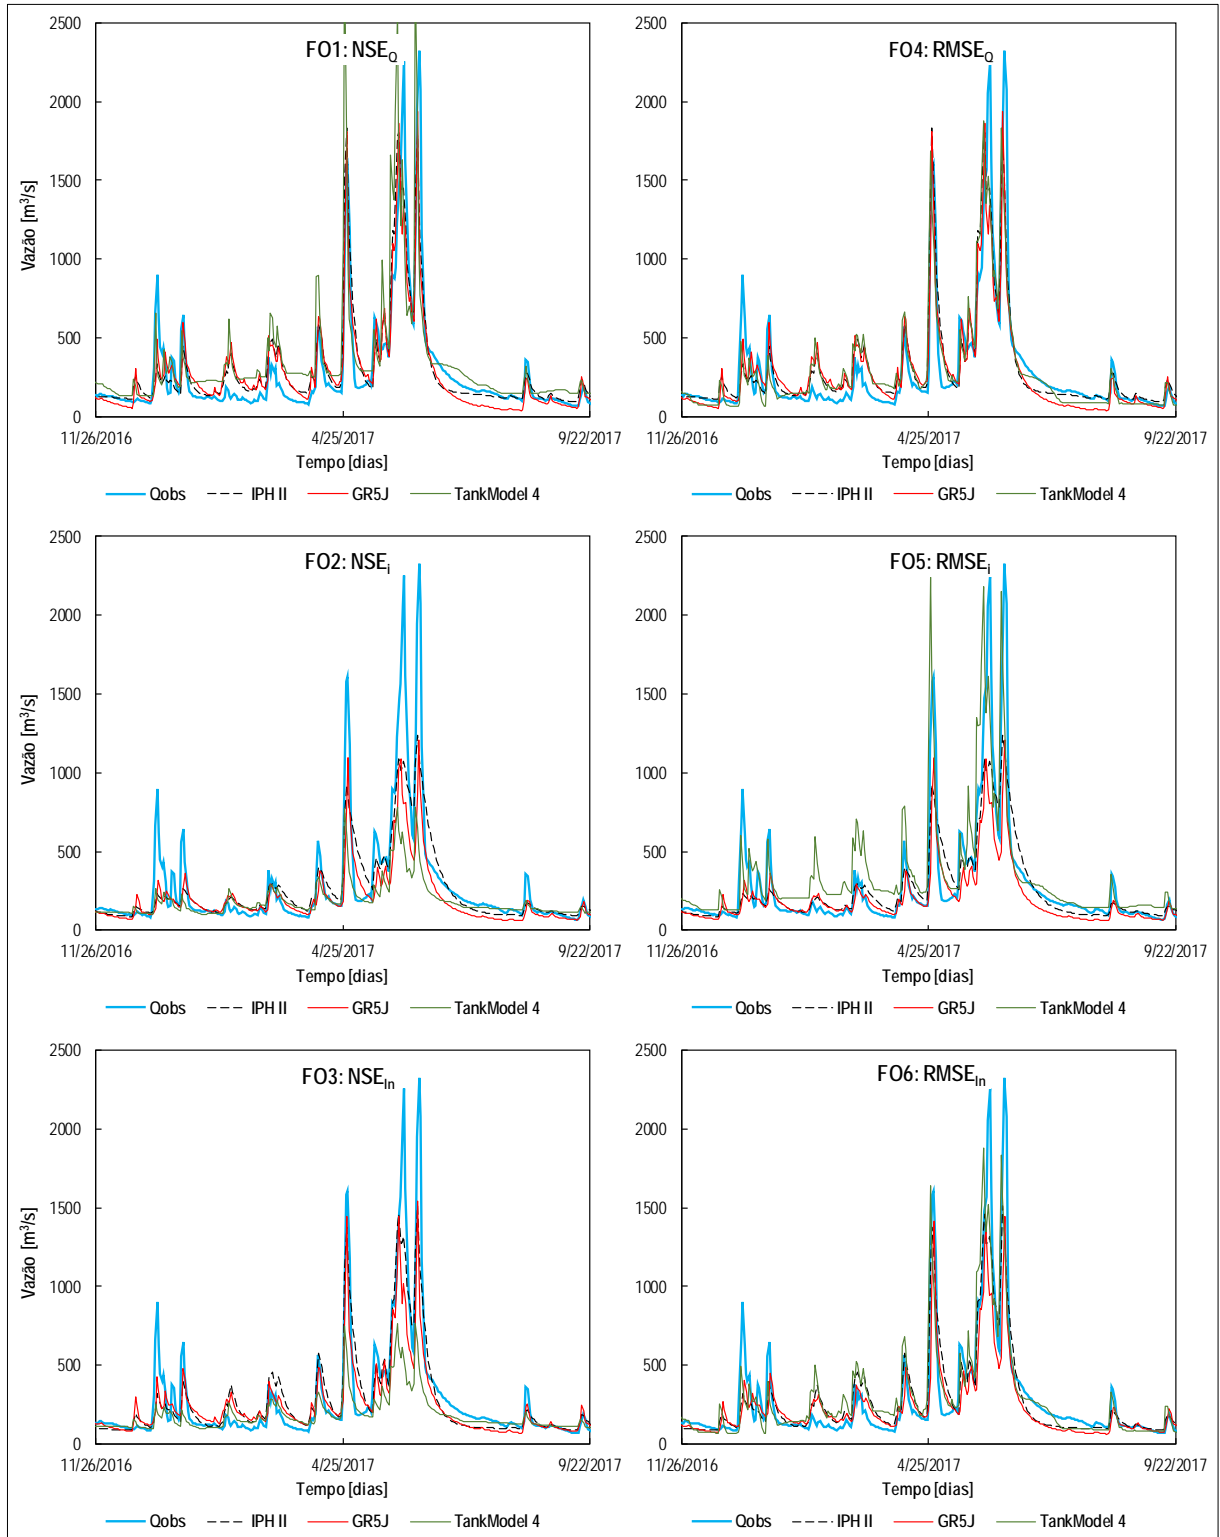 FO1: NSE_Q
2500
2000
1500
1000
500
0
Vazão [m³/s]
11/26/2016 4/25/2017 9/22/2017
Tempo [dias]
Qobs IPH II GR5J TankModel 4
FO4: RMSE_Q
2500
2000
1500
1000
500
0
11/26/2016 4/25/2017 9/22/2017
Tempo [dias]
Qobs IPH II GR5J TankModel 4
FO2: NSE_i
2500
2000
1500
1000
500
0
Vazão [m³/s]
11/26/2016 4/25/2017 9/22/2017
Tempo [dias]
Qobs IPH II GR5J TankModel 4
FO5: RMSE_i
2500
2000
1500
1000
500
0
11/26/2016 4/25/2017 9/22/2017
Tempo [dias]
Qobs IPH II GR5J TankModel 4
FO3: NSE_ln
2500
2000
1500
1000
500
0
Vazão [m³/s]
11/26/2016 4/25/2017 9/22/2017
Tempo [dias]
Qobs IPH II GR5J TankModel 4
FO6: RMSE_ln
2500
2000
1500
1000
500
0
11/26/2016 4/25/2017 9/22/2017
Tempo [dias]
Qobs IPH II GR5J TankModel 4